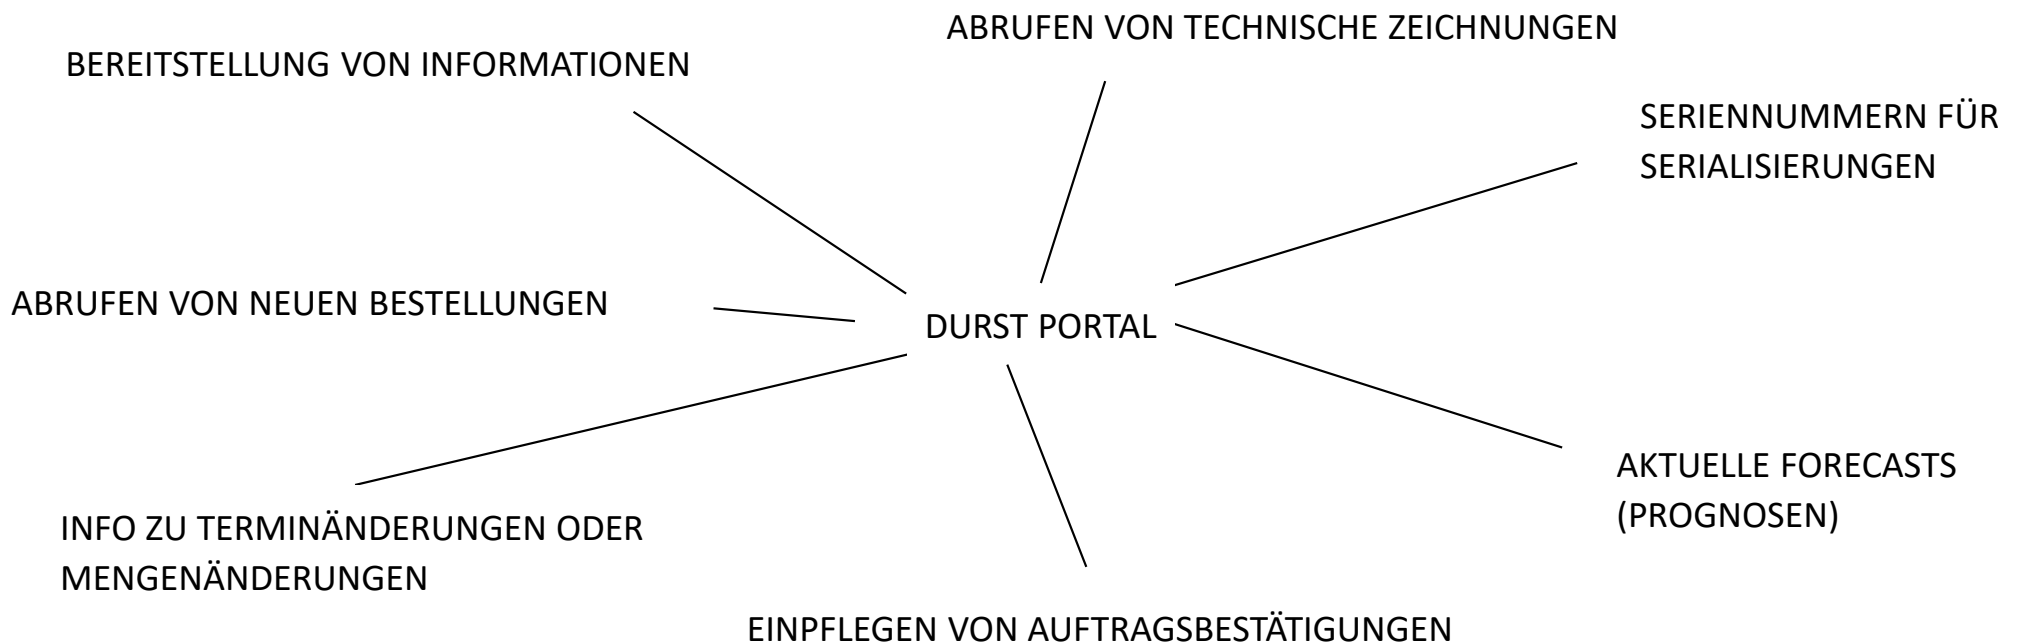 ABRUFEN VON TECHNISCHE ZEICHNUNGEN
BEREITSTELLUNG VON INFORMATIONEN
SERIENNUMMERN FÜR
SERIALISIERUNGEN
ABRUFEN VON NEUEN BESTELLUNGEN
DURST PORTAL
AKTUELLE FORECASTS
(PROGNOSEN)
INFO ZU TERMINÄNDERUNGEN ODER
MENGENÄNDERUNGEN
EINPFLEGEN VON AUFTRAGSBESTÄTIGUNGEN